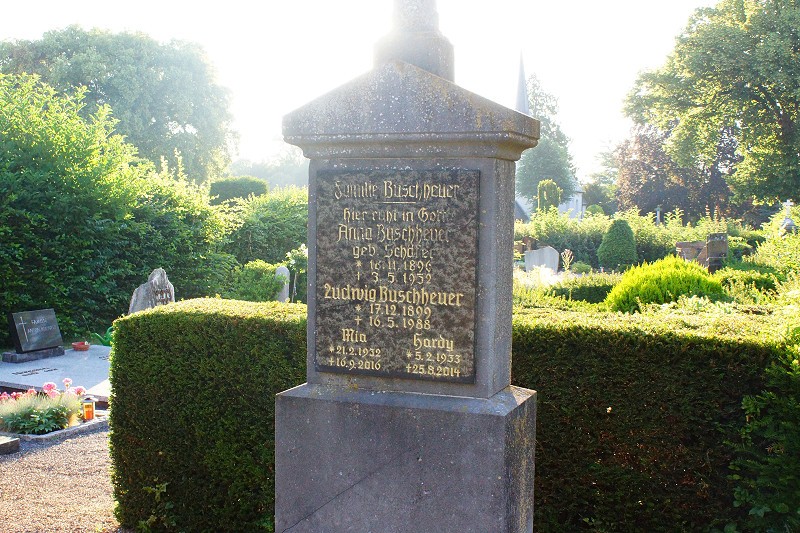 Familie Buschheuer
Hier ruht in Gott
Anna Buschheuer
geb Schäfer
* 16.11.1896
† 3.5.1952
Ludwig Buschheuer
* 17.12.1899
+ 16.5.1988
Mia Hardy
*21.2.1932 *5.2.1933
+16.9.2016 +25.8.2014